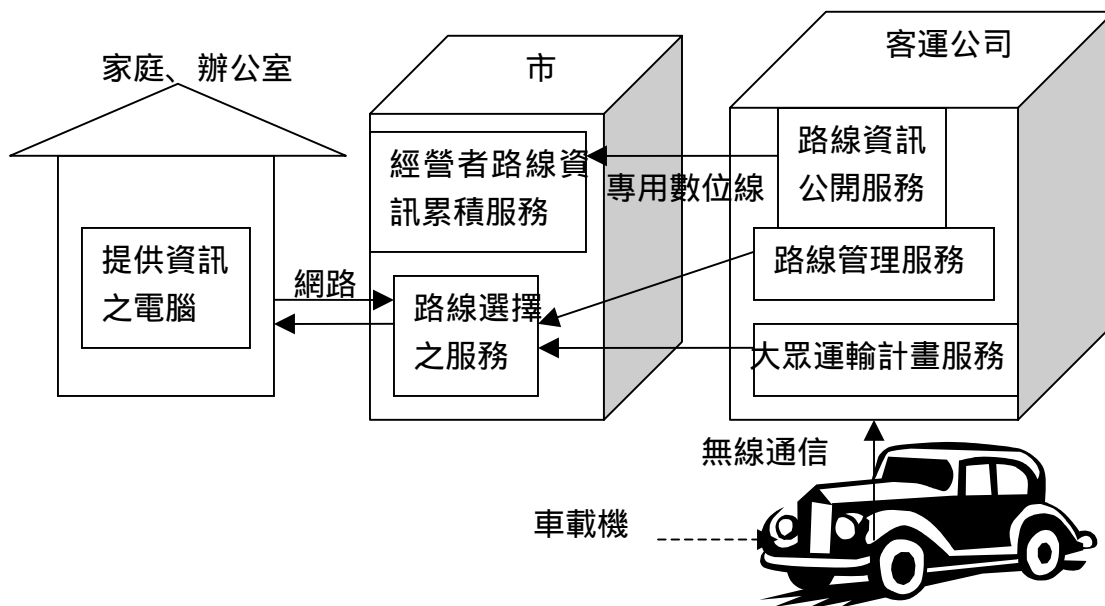 家庭、辦公室
提供資訊
之電腦
網路
市
經營者路線資
訊累積服務
路線選擇
之服務
專用數位線
客運公司
路線資訊
公開服務
路線管理服務
大眾運輸計畫服務
無線通信
車載機